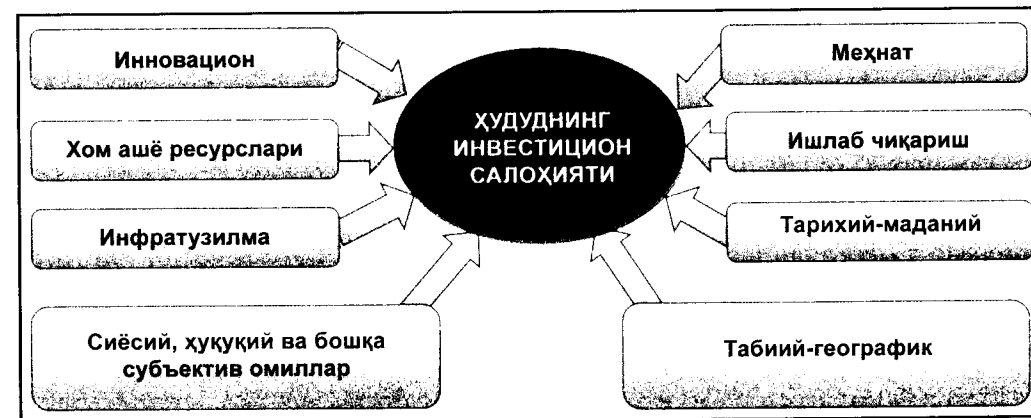 Инновацион
Хом ашё ресурслари
Инфратузилма
Сиёсий, ҳуқуқий ва бошқа
субъектив омиллар
ҲУДУДНИНГ
ИНВЕСТИЦИОН
САЛОҲИЯТИ
Меҳнат
Ишлаб чиқариш
Тарихий-маданий
Табиий-географик